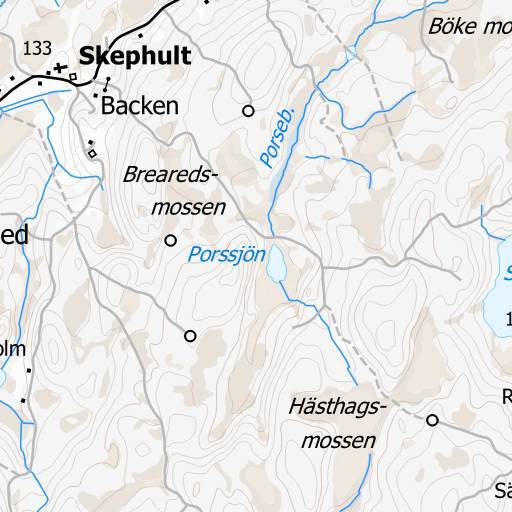 Böke mo
133
Skephult
Backen
Porseb.
Breareds-
mossen
ed
Porssjön
S
1
olm
R
Hästhags-
mossen
Sä